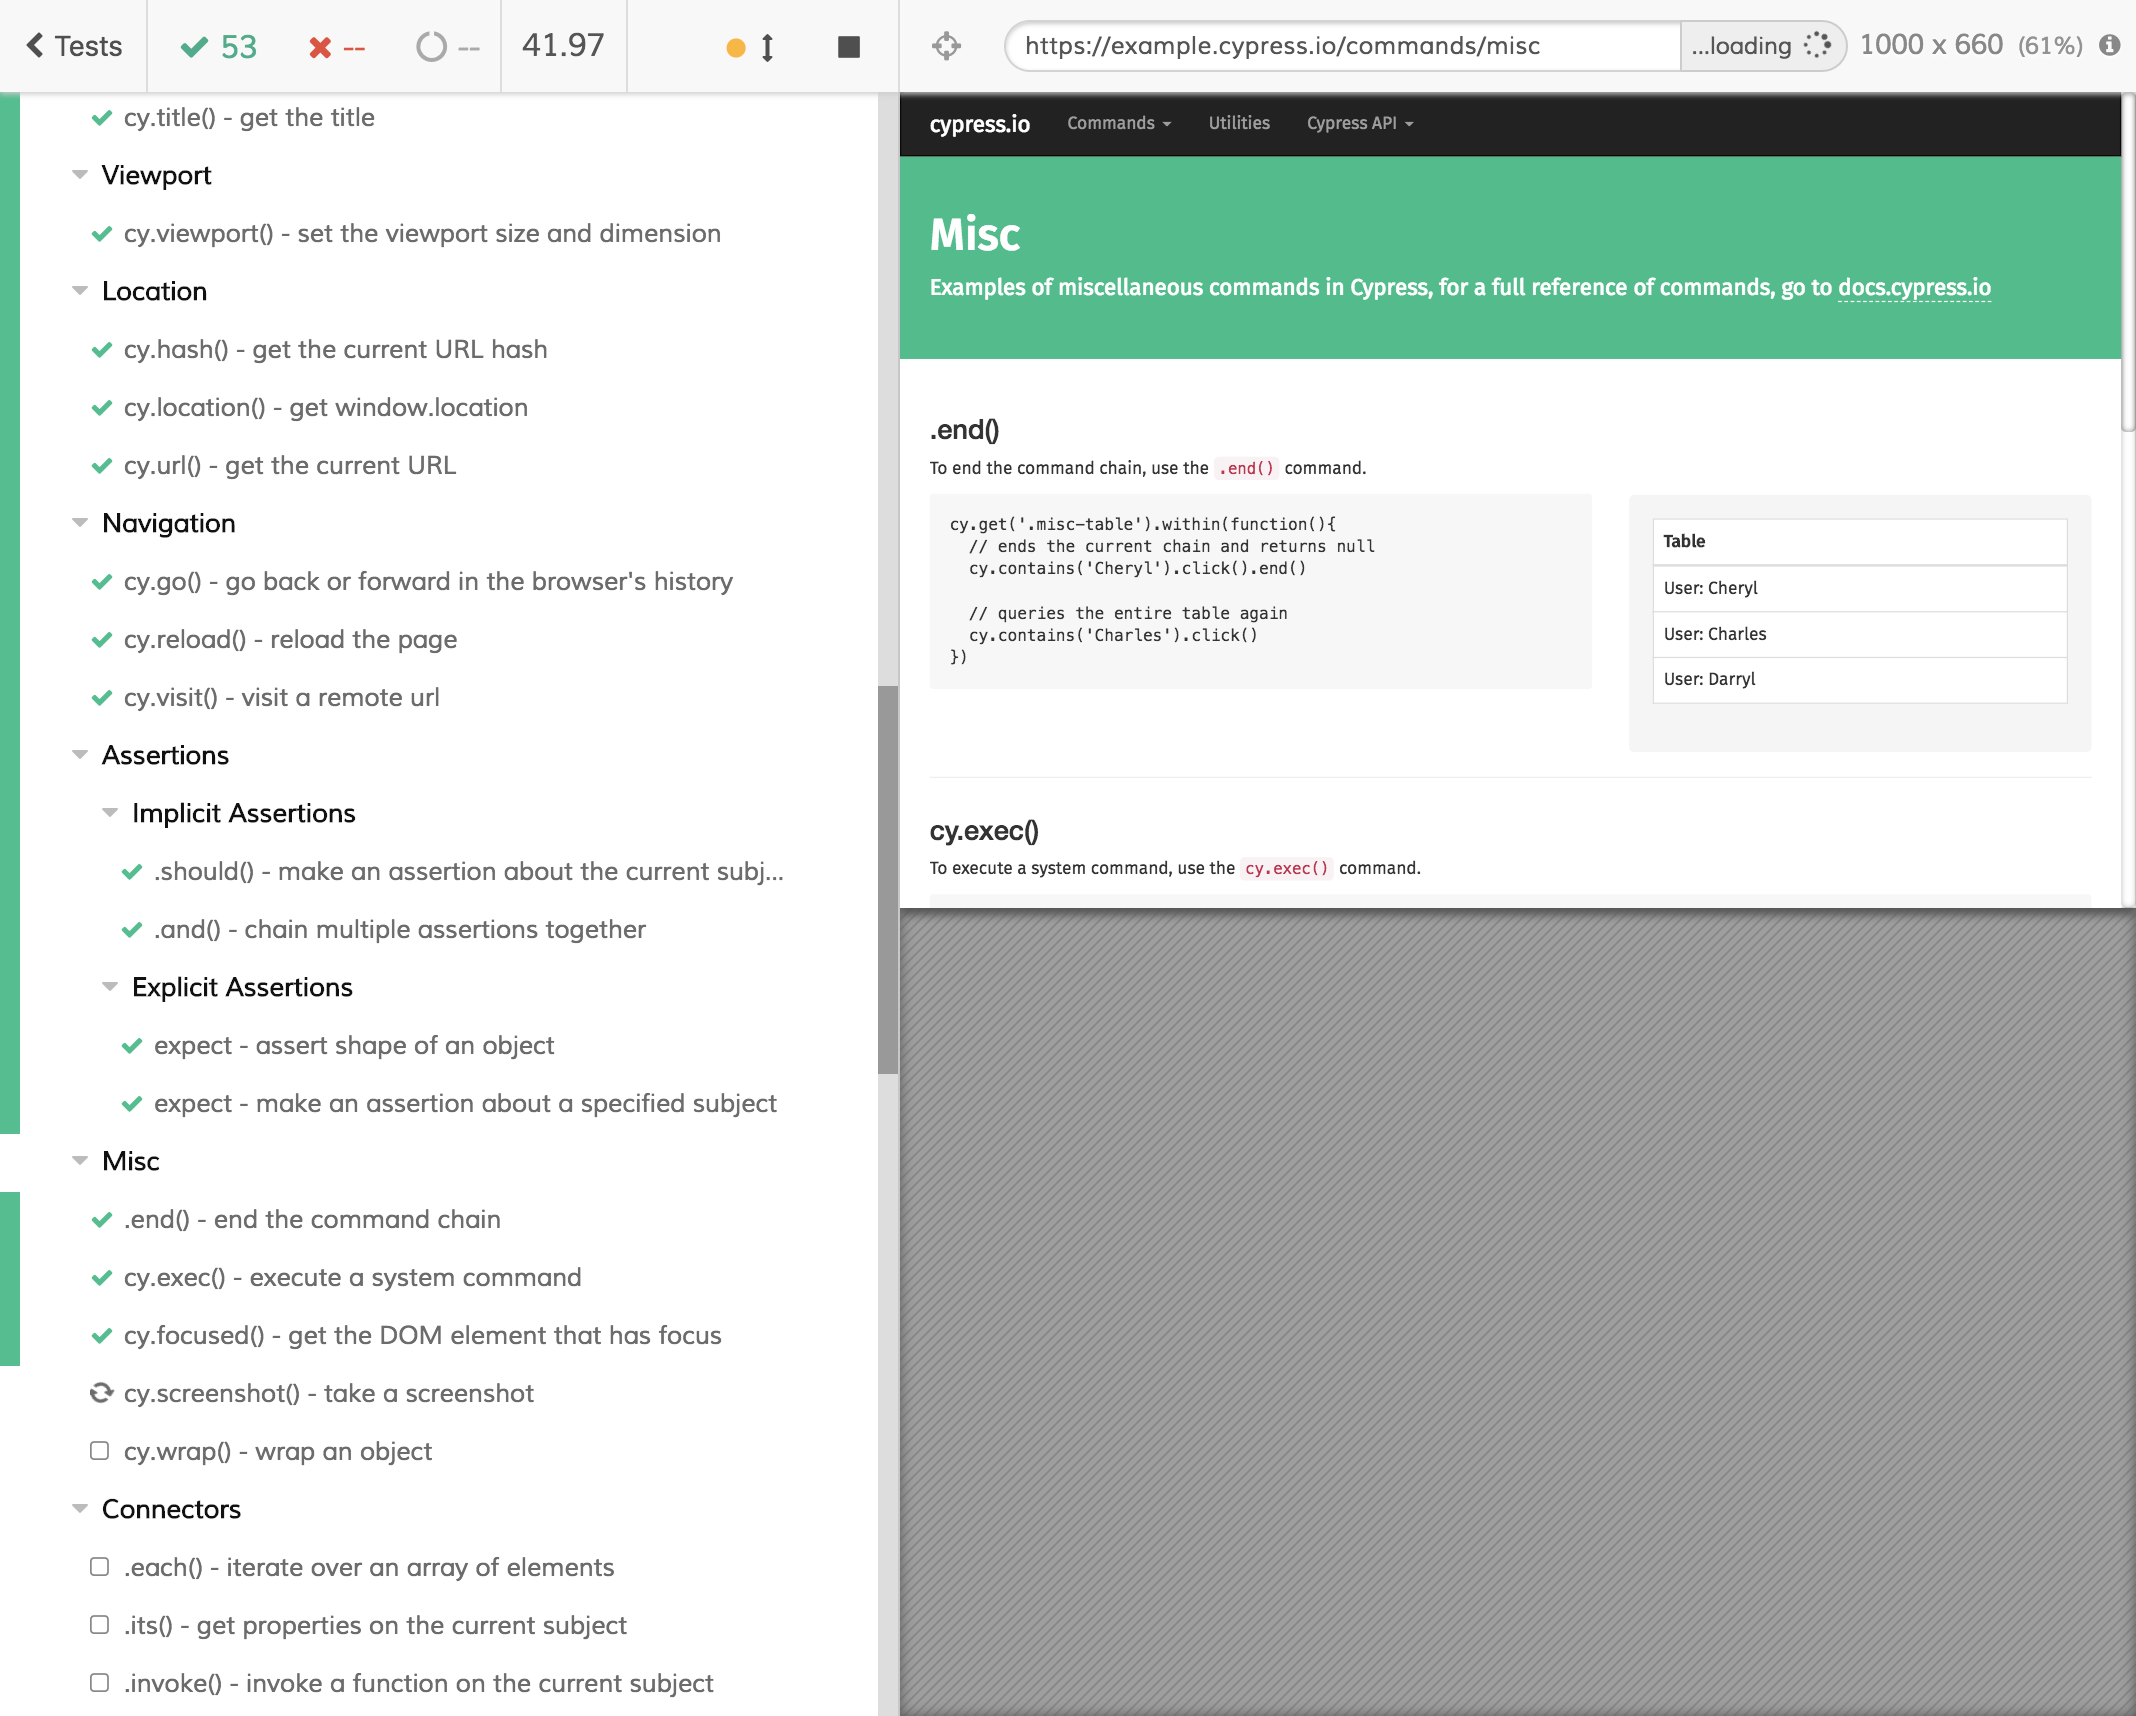 Tests
53
--
--
41.97
https://example.cypress.io/commands/misc
...loading
1000 x 660 (61%)
cy.title() - get the title
Viewport
cy.viewport() - set the viewport size and dimension
Location
cy.hash() - get the current URL hash
cy.location() - get window.location
cy.url() - get the current URL
Navigation
cy.go() - go back or forward in the browser's history
cy.reload() - reload the page
cy.visit() - visit a remote url
Assertions
Implicit Assertions
.should() - make an assertion about the current subj...
.and() - chain multiple assertions together
Explicit Assertions
expect - assert shape of an object
expect - make an assertion about a specified subject
Misc
.end() - end the command chain
cy.exec() - execute a system command
cy.focused() - get the DOM element that has focus
cy.screenshot() - take a screenshot
cy.wrap() - wrap an object
Connectors
.each() - iterate over an array of elements
.its() - get properties on the current subject
.invoke() - invoke a function on the current subject
cypress.io
Commands
Utilities
Cypress API
Misc
Examples of miscellaneous commands in Cypress, for a full reference of commands, go to docs.cypress.io
.end()
To end the command chain, use the .end() command.
cy.get('.misc-table').within(function(){
// ends the current chain and returns null
cy.contains('Cheryl').click().end()
// queries the entire table again
cy.contains('Charles').click()
})
Table
User: Cheryl
User: Charles
User: Darryl
cy.exec()
To execute a system command, use the cy.exec() command.